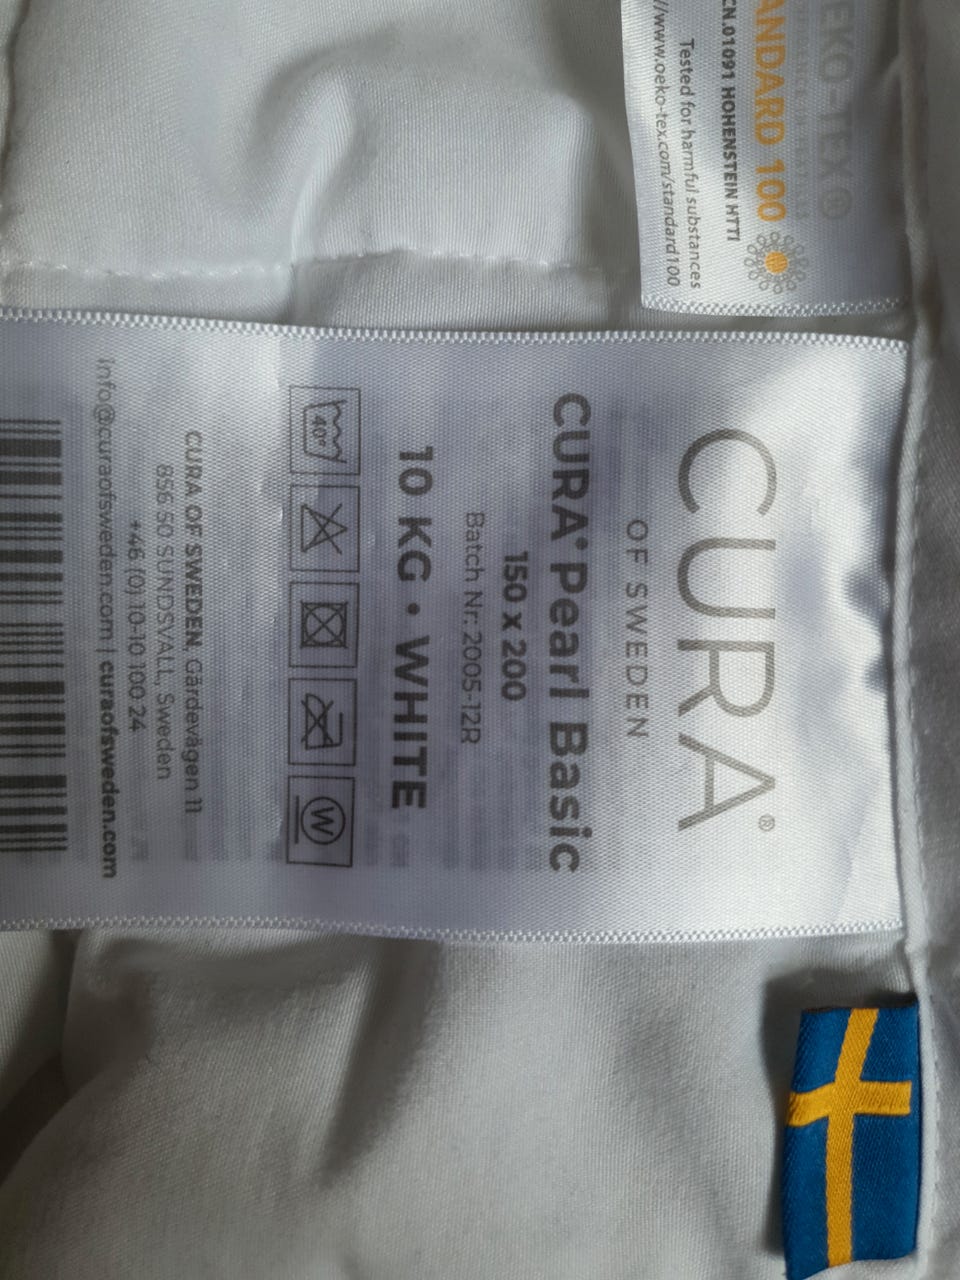 CURA®
OF SWEDEN
CURA® Pearl Basic
150 x 200
Batch Nr: 2005-12R
10 KG • WHITE
40°
W
CURA OF SWEDEN, Gärdevägen 11
856 50 SUNDSVALL, Sweden
+46 (0) 10-10 100 24
info@curaofsweden.com | curaofsweden.com
EKO-TEX®
ANDARD 100
CN.01091 HOHENSTEIN HTTI
Tested for harmful substances
//www.oeko-tex.com/standard100